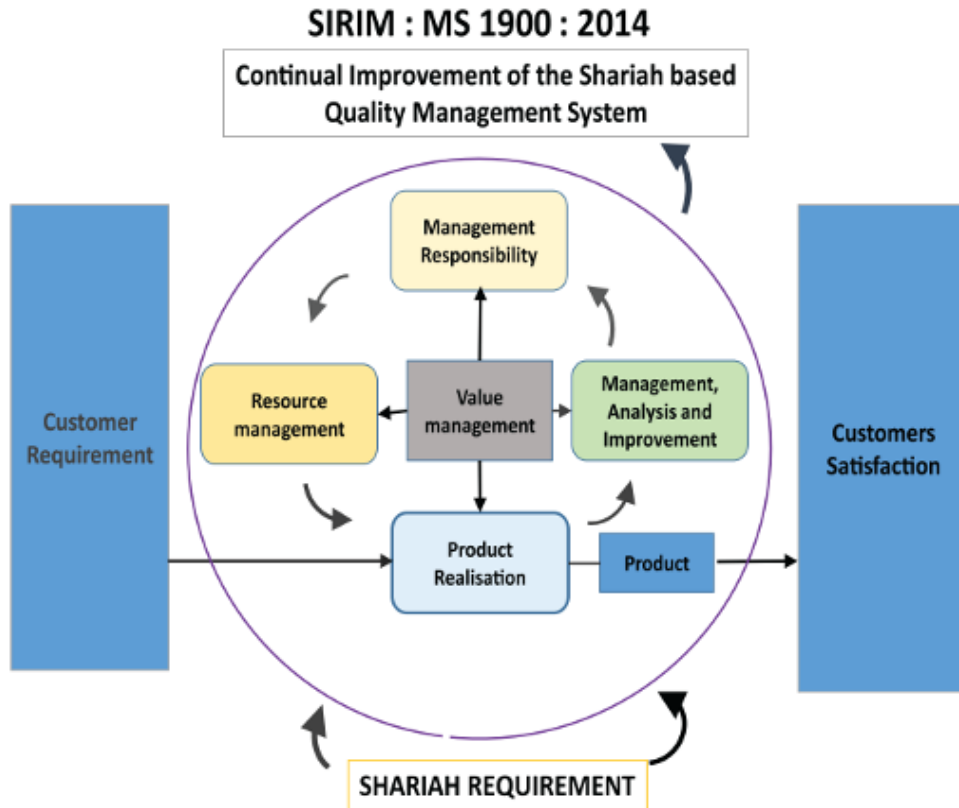 SIRIM : MS 1900 : 2014
Continual Improvement of the Shariah based
Quality Management System
Management
Responsibility
Customer
Requirement
Resource
management
Value
management
Management,
Analysis and
Improvement
Customers
Satisfaction
Product
Realisation
Product
SHARIAH REQUIREMENT